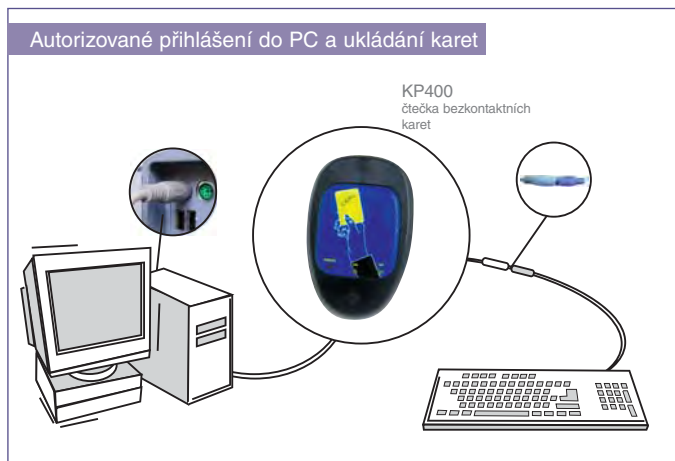 Autorizované přihlášení do PC a ukládání karet
KP400
čtečka bezkontaktních
karet